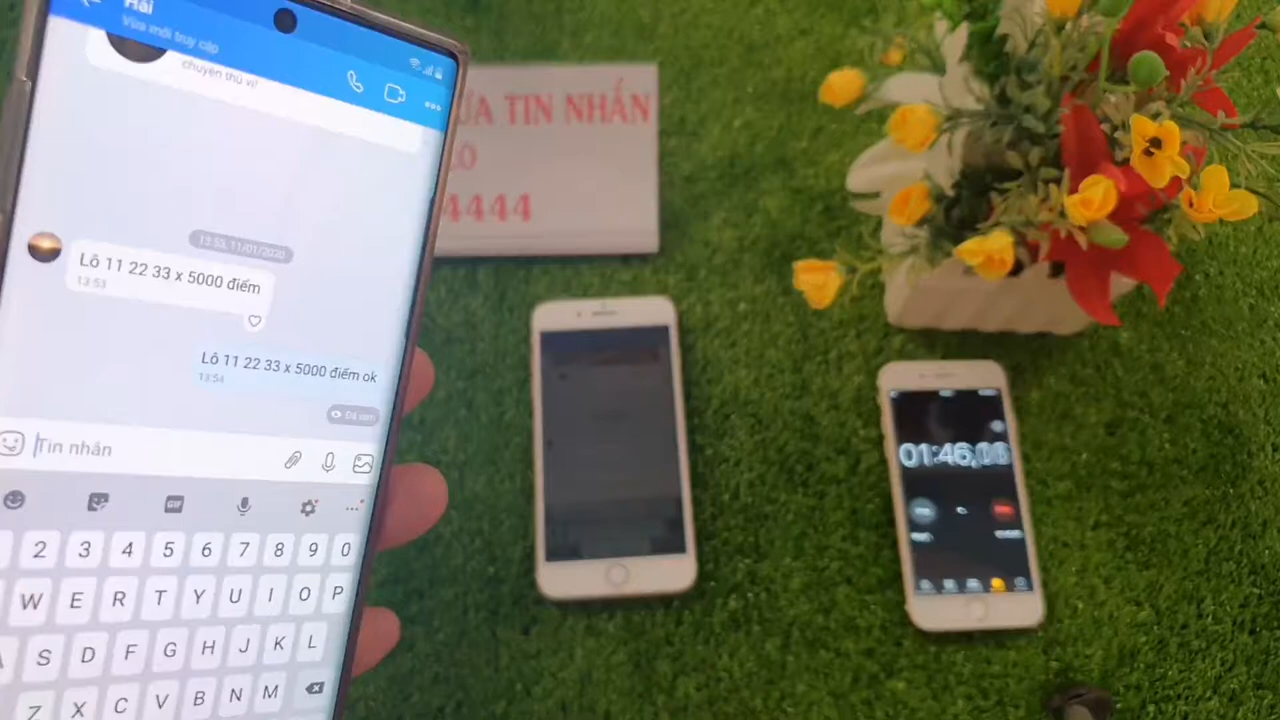 Hải
Vừa mới truy cập
chuyện thú vị!
13:53, 11/01/2020
Lô 11 22 33 x 5000 điểm
13:53
Lô 11 22 33 x 5000 điểm ok
13:54
Đã xem
Tin nhắn
GIF
2 3 4 5 6 7 8 9 0
W E R T Y U I O P
S D F G H J K L
Z X C V B N M
TIN NHẮN
4444
01:46